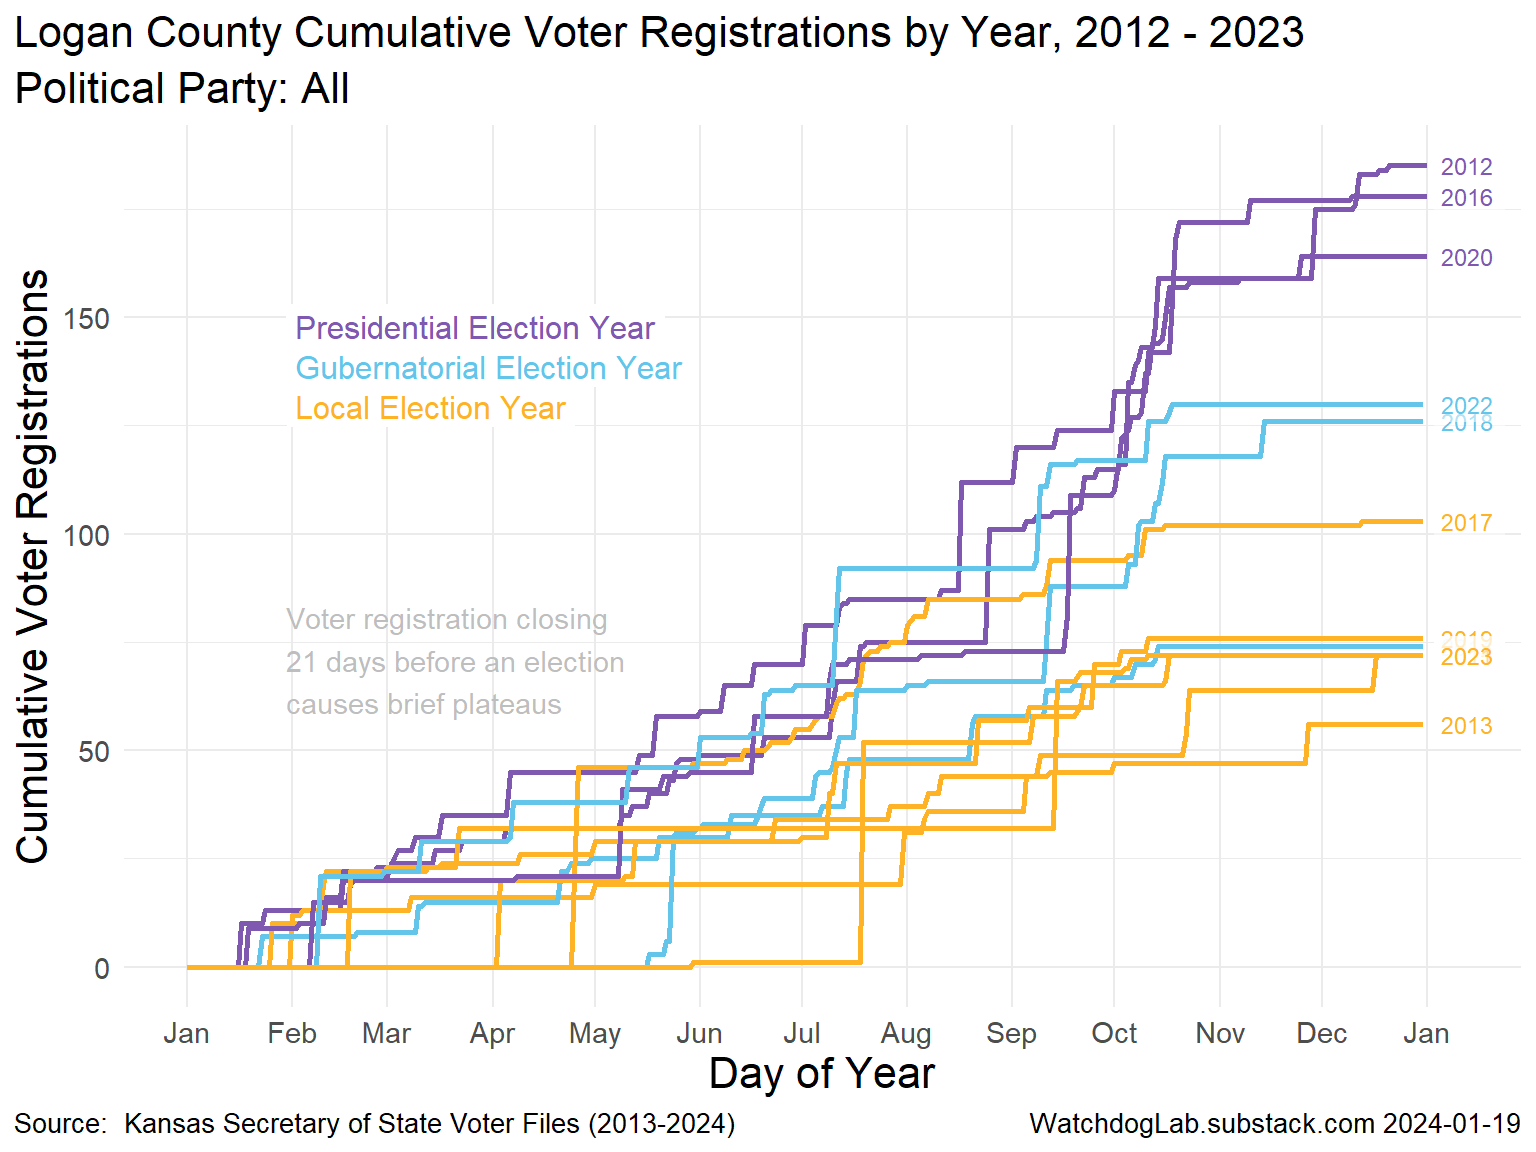 Logan County Cumulative Voter Registrations by Year, 2012 - 2023
Political Party: All
Cumulative Voter Registrations
150
100
50
0
Presidential Election Year
Gubernatorial Election Year
Local Election Year
Voter registration closing
21 days before an election
causes brief plateaus
2012
2016
2020
2022
2018
2017
2019
2023
2013
Jan Feb Mar Apr May Jun Jul Aug Sep Oct Nov Dec Jan
Day of Year
Source:  Kansas Secretary of State Voter Files (2013-2024)
WatchdogLab.substack.com 2024-01-19